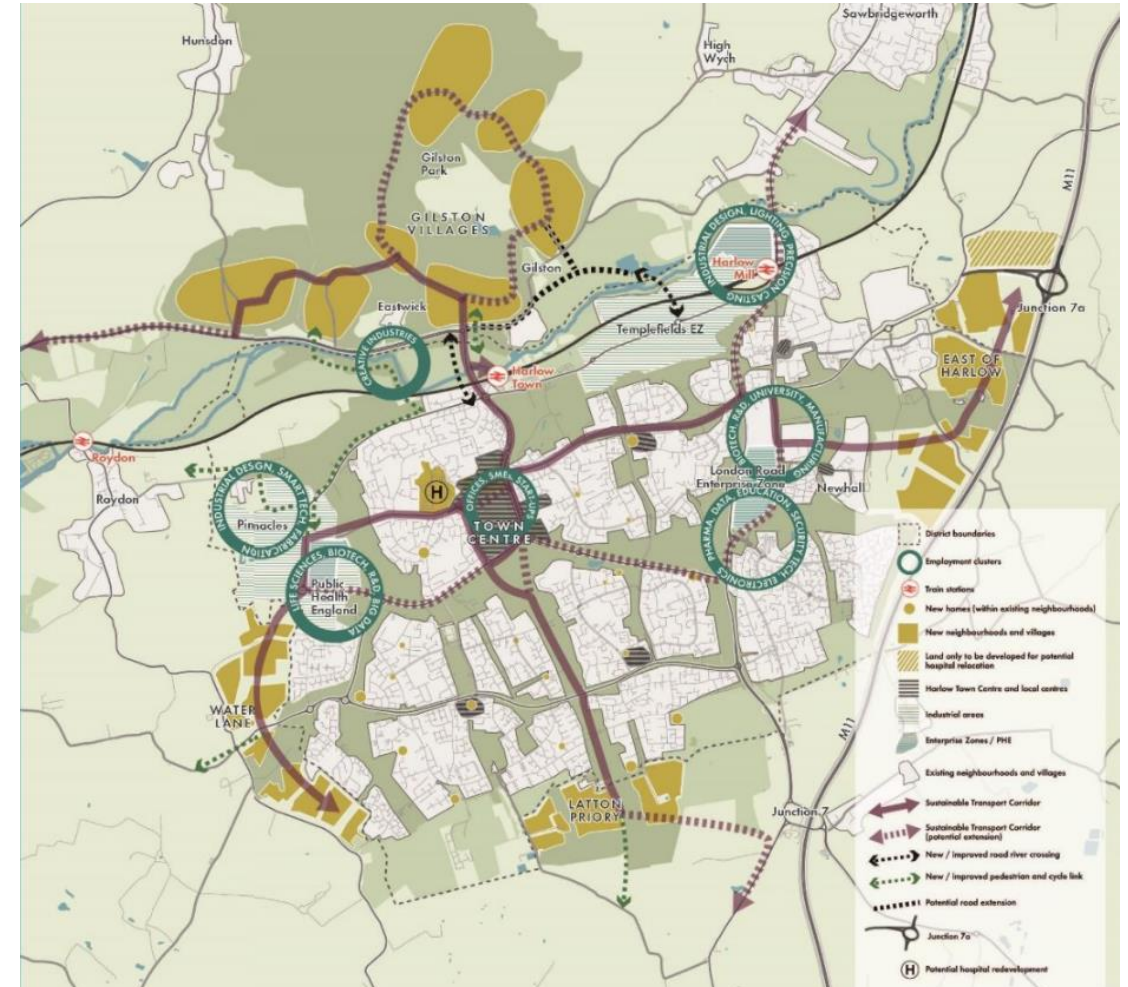 Sawbridgeworth
Hunsdon
High
Wych
Gilston
Park
M11
GILSTON
VILLAGES
INDUSTRIAL DESIGN, LIGHTING, PRECISION CASTING
Harlow
Mill
Gilston
Eastwick
Junction 7a
Templefields EZ
CREATIVE INDUSTRIES
EAST OF
HARLOW
Harlow
Town
BIOTECH, R&D, UNIVERSITY, MANUFACTURING
Roydon
London Road
Enterprise Zone
Newhall
Roydon
INDUSTRIAL DESIGN, SMART TECH, FABRICATION
Pinnacles
H
OFFICES, SMEs, START-UPS
TOWN
CENTRE
PHARMA, DATA, EDUCATION, SECURITY TECH, ELECTRONICS
LIFE SCIENCES, BIOTECH, R&D, BIG DATA
Public
Health
England
WATER
LANE
M11
LATTON
PRIORY
Junction 7
District boundaries
Employment clusters
Train stations
New homes (within existing neighbourhoods)
New neighbourhoods and villages
Land only to be developed for potential
hospital relocation
Harlow Town Centre and local centres
Industrial areas
Enterprise Zones / PHE
Existing neighbourhoods and villages
Sustainable Transport Corridor
Sustainable Transport Corridor
(potential extension)
New / improved road river crossing
New / improved pedestrian and cycle link
Potential road extension
Junction 7a
H
Potential hospital redevelopment